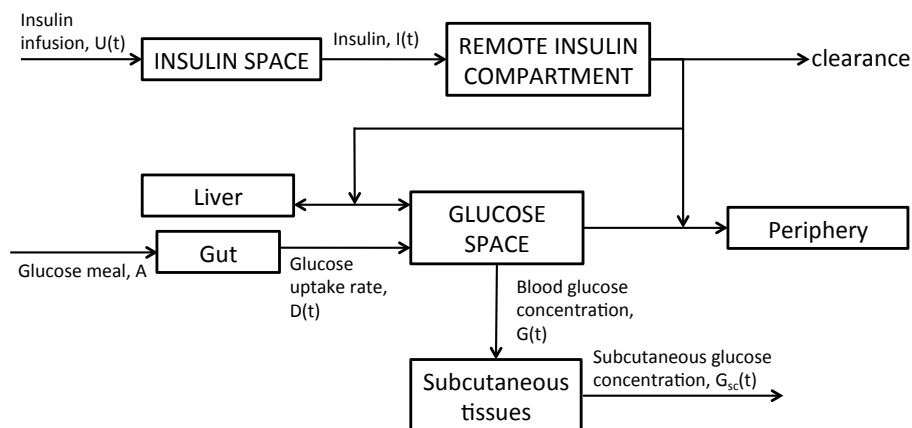 Insulin
infusion, U(t)
INSULIN SPACE
Insulin, I(t)
REMOTE INSULIN
COMPARTMENT
clearance
Liver
GLUCOSE
SPACE
Periphery
Glucose meal, A
Gut
Glucose
uptake rate,
D(t)
Blood glucose
concentration,
G(t)
Subcutaneous
tissues
Subcutaneous glucose
concentration, Gsc(t)